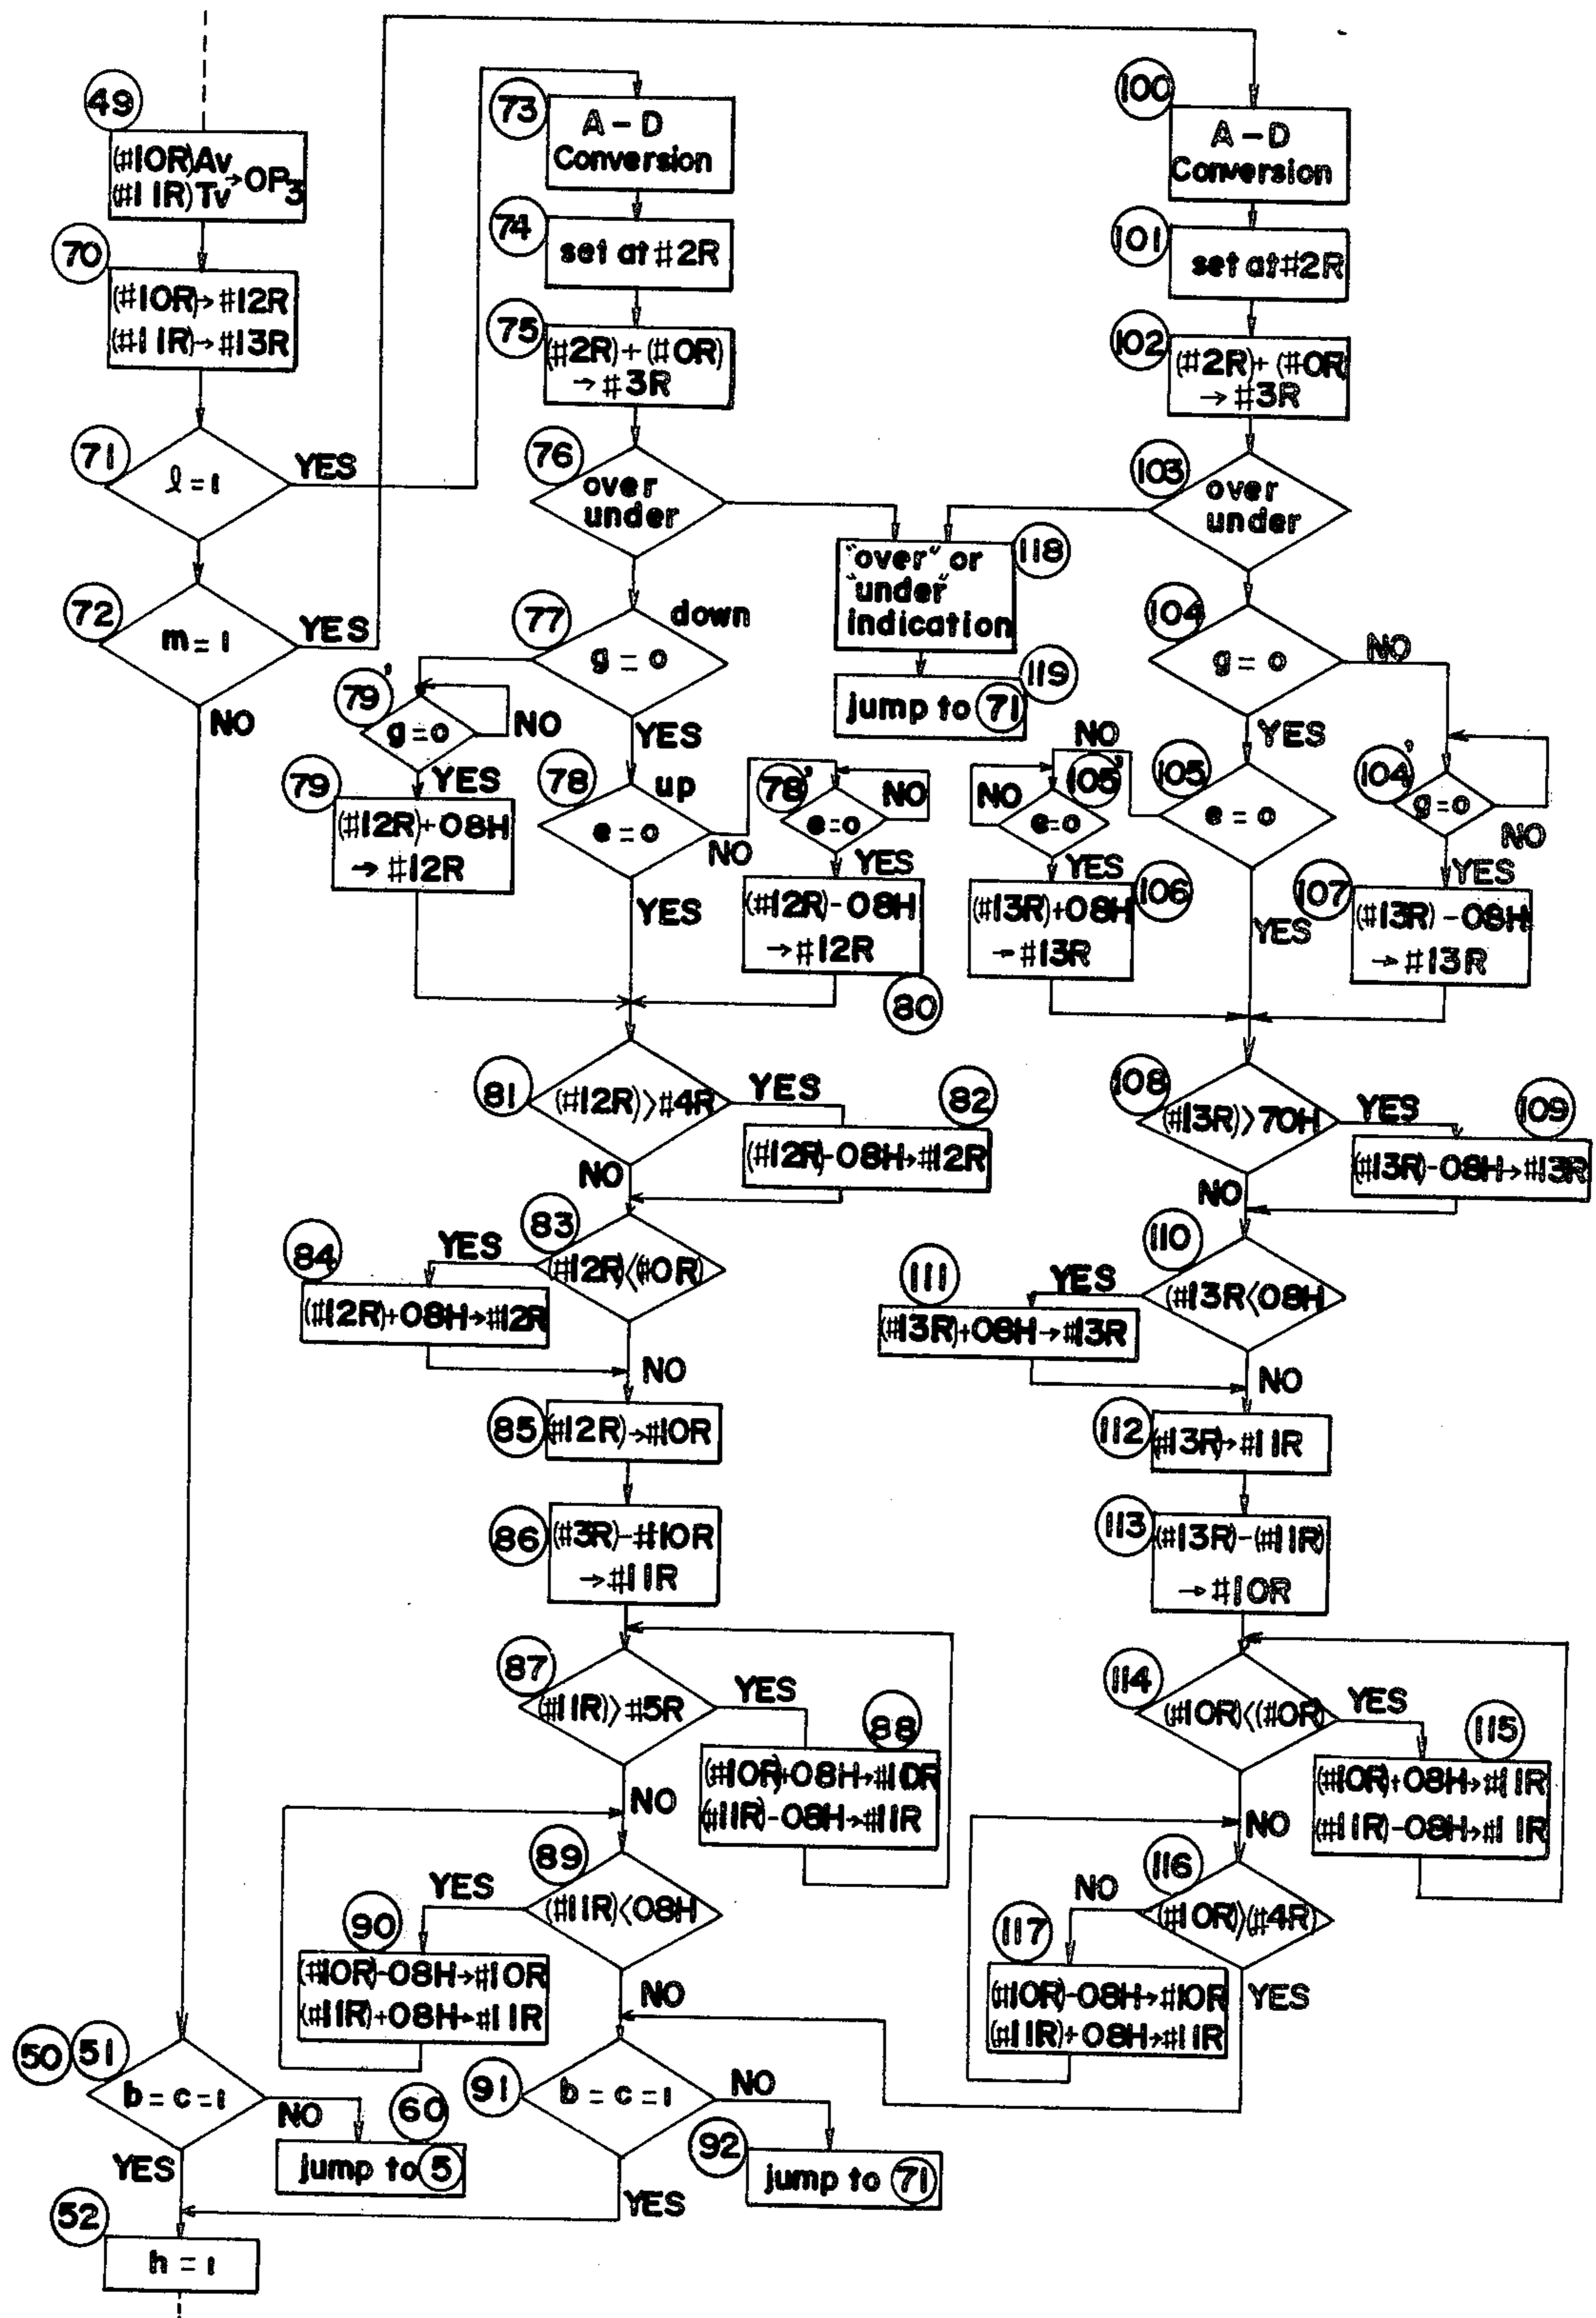 49
(#10R)Av
(#11R)Tv →OP3
70
(#10R)→#12R
(#11R)→#13R
71
l=1
YES
72
m=1
YES
NO
50
51
b=c=1
NO
60
jump to 5
YES
52
h=1
73
A-D
Conversion
74
set at #2R
75
(#2R)+(#0R)
→#3R
76
over
under
77
down
g=0
YES
79'
g=0
NO
YES
79
(#12R)+08H
→#12R
78
up
e=0
NO
YES
78'
e=0
NO
YES
(#12R)-08H
→#12R
80
81
(#12R)>#4R
YES
82
(#12R)-08H→#12R
NO
83
(#12R)<(#0R)
YES
84
(#12R)+08H→#12R
NO
85
(#12R)→#10R
86
(#3R)-#10R
→#11R
87
(#11R)>#5R
YES
88
(#10R)+08H→#10R
(#11R)-08H→#11R
NO
89
(#11R)<08H
YES
90
(#10R)-08H→#10R
(#11R)+08H→#11R
NO
91
b=c=1
NO
92
jump to 71
YES
118
"over" or
"under"
indication
119
jump to 71
100
A-D
Conversion
101
set at #2R
102
(#2R)+(#0R)
→#3R
103
over
under
104
g=0
NO
YES
104'
g=0
NO
YES
107
(#13R)-08H
→#13R
105
e=0
NO
YES
105'
e=0
NO
YES
106
(#13R)+08H
→#13R
108
(#13R)>70H
YES
109
(#13R)-08H→#13R
NO
110
(#13R<08H
YES
111
(#13R)+08H→#13R
NO
112
(#13R)→#11R
113
(#13R)-(#11R)
→#10R
114
(#10R)<(#0R)
YES
115
(#10R)+08H→#11R
(#11R)-08H→#11R
NO
116
(#10R)>(#4R)
NO
117
(#10R)-08H→#10R
(#11R)+08H→#11R
YES